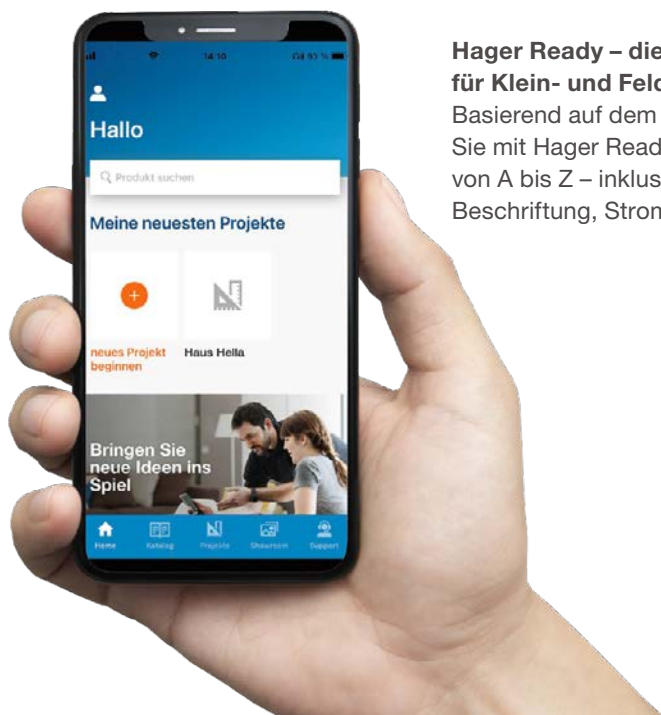 14:10
93 %
Hallo
Produkt suchen
Meine neuesten Projekte
neues Projekt
beginnen
Haus Hella
Bringen Sie
neue Ideen ins
Spiel
Home
Katalog
Projekte
Showroom
Support
Hager Ready – die
für Klein- und Feld
Basierend auf dem
Sie mit Hager Read
von A bis Z – inklus
Beschriftung, Stron